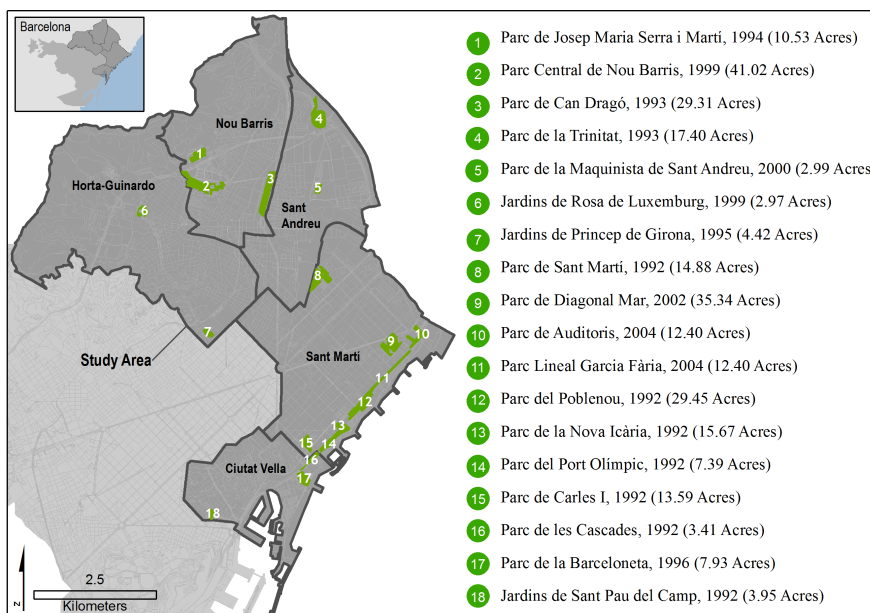 Barcelona
Nou Barris
Horta-Guinardo
Sant
Andreu
Study Area
Sant Martí
Ciutat Vella
1
2
3
4
5
6
7
8
9
10
11
12
13
14
15
16
17
18
N
2.5
Kilometers
1 Parc de Josep Maria Serra i Martí, 1994 (10.53 Acres)
2 Parc Central de Nou Barris, 1999 (41.02 Acres)
3 Parc de Can Dragó, 1993 (29.31 Acres)
4 Parc de la Trinitat, 1993 (17.40 Acres)
5 Parc de la Maquinista de Sant Andreu, 2000 (2.99 Acres)
6 Jardins de Rosa de Luxemburg, 1999 (2.97 Acres)
7 Jardins de Princep de Girona, 1995 (4.42 Acres)
8 Parc de Sant Martí, 1992 (14.88 Acres)
9 Parc de Diagonal Mar, 2002 (35.34 Acres)
10 Parc de Auditoris, 2004 (12.40 Acres)
11 Parc Lineal Garcia Fària, 2004 (12.40 Acres)
12 Parc del Poblenou, 1992 (29.45 Acres)
13 Parc de la Nova Icària, 1992 (15.67 Acres)
14 Parc del Port Olímpic, 1992 (7.39 Acres)
15 Parc de Carles I, 1992 (13.59 Acres)
16 Parc de les Cascades, 1992 (3.41 Acres)
17 Parc de la Barceloneta, 1996 (7.93 Acres)
18 Jardins de Sant Pau del Camp, 1992 (3.95 Acres)